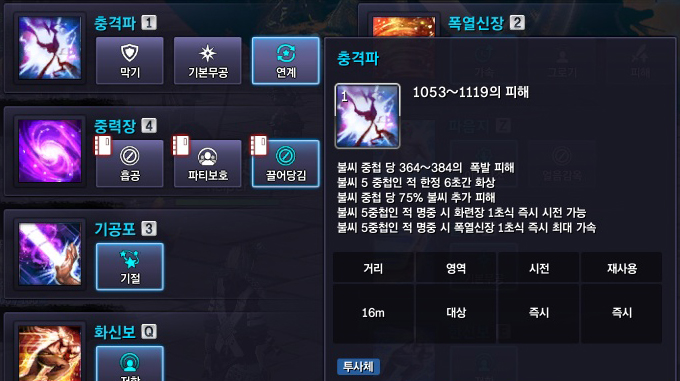 충격파 1
막기
기본무공
연계
중력장 4
흡공
파티보호
끌어당김
기공포 3
기절
화신보 Q
저항
폭열신장 2
가속
피해
충격파
1
1053~1119의 피해
불씨 중첩 당 364~384의 폭발 피해
불씨 5 중첩인 적 한정 6초간 화상
불씨 중첩 당 75% 불씨 추가 피해
불씨 5중첩인 적 명중 시 화련장 1초식 즉시 시전 가능
불씨 5중첩인 적 명중 시 폭열신장 1초식 즉시 최대 가속
거리 영역 시전 재사용
16m 대상 즉시 즉시
투사체